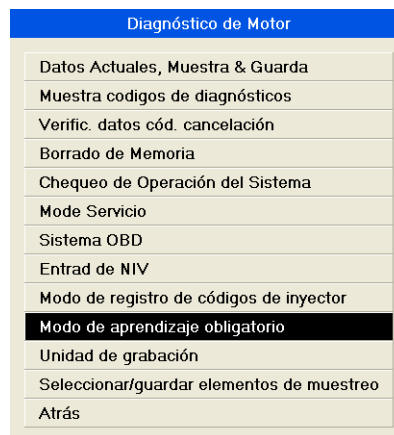 Diagnóstico de Motor
Datos Actuales, Muestra & Guarda
Muestra codigos de diagnósticos
Verific. datos cód. cancelación
Borrado de Memoria
Chequeo de Operación del Sistema
Mode Servicio
Sistema OBD
Entrad de NIV
Modo de registro de códigos de inyector
Modo de aprendizaje obligatorio
Unidad de grabación
Seleccionar/guardar elementos de muestreo
Atrás